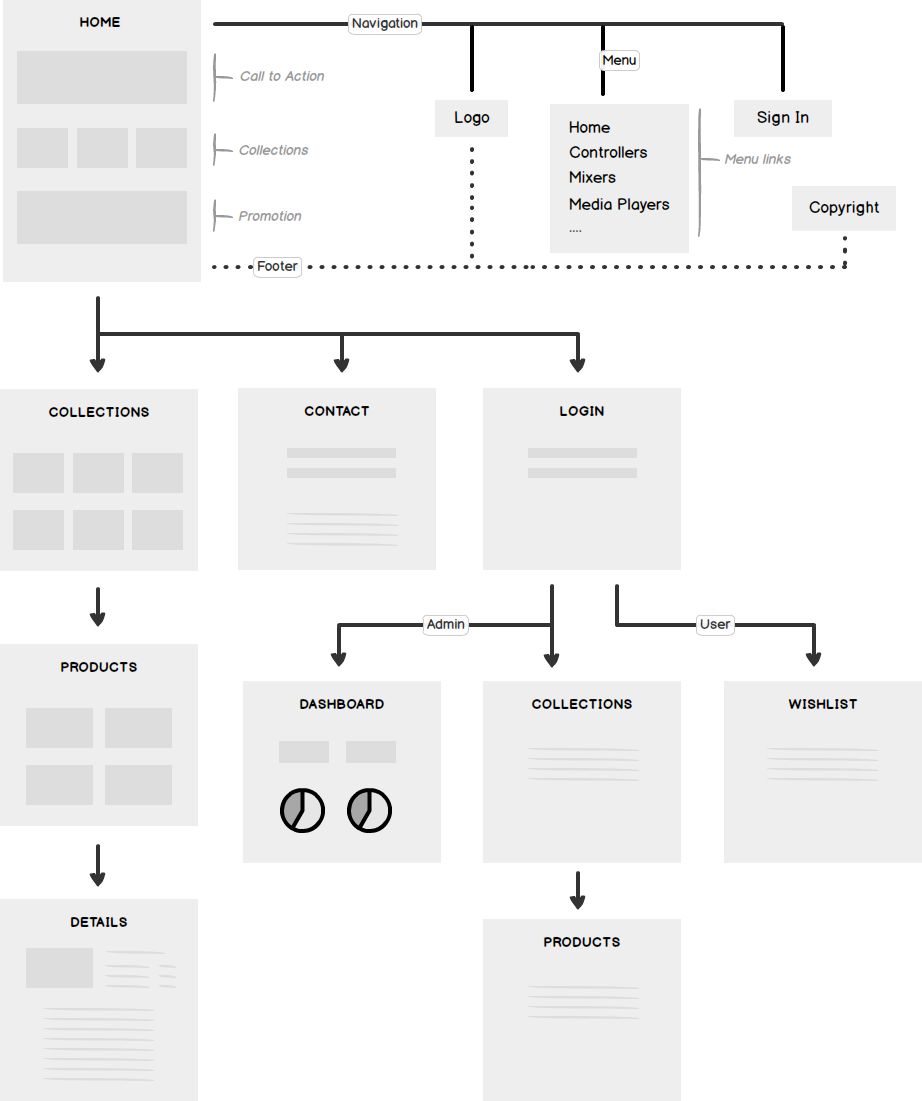 HOME
Navigation
Call to Action
Menu
Logo
Home
Controllers
Mixers
Media Players
....
Sign In
Menu links
Collections
Copyright
Promotion
Footer
COLLECTIONS
CONTACT
LOGIN
Admin
User
PRODUCTS
DASHBOARD
COLLECTIONS
WISHLIST
DETAILS
PRODUCTS